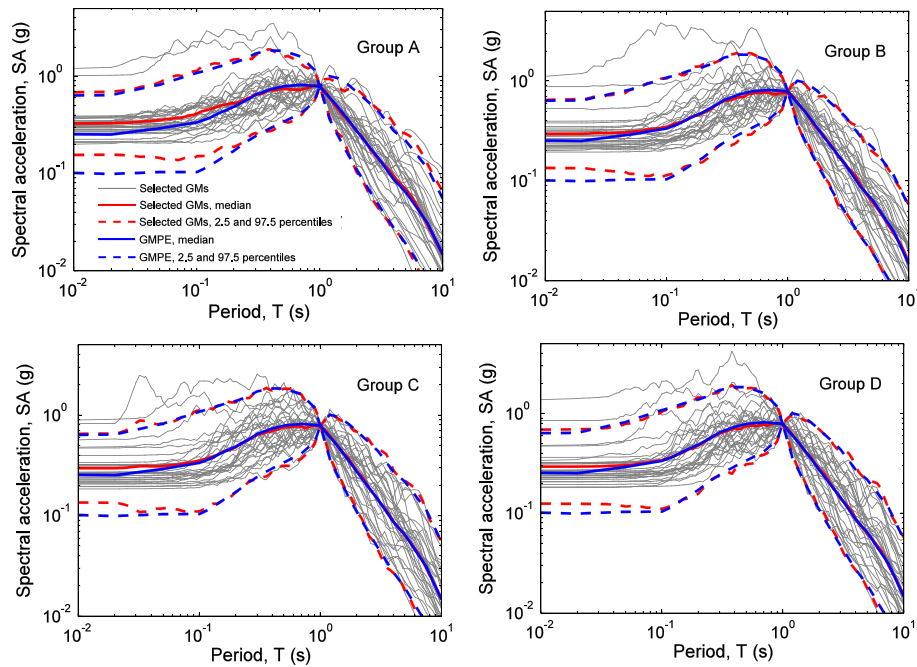 Spectral acceleration, SA (g)
10^0
10^-1
10^-2
Group A
Selected GMs
Selected GMs, median
Selected GMs, 2.5 and 97.5 percentiles
GMPE, median
GMPE, 2.5 and 97.5 percentiles
10^-2 10^-1 10^0 10^1
Period, T (s)
Spectral acceleration, SA (g)
10^0
10^-1
10^-2
Group B
10^-2 10^-1 10^0 10^1
Period, T (s)
Spectral acceleration, SA (g)
10^0
10^-1
10^-2
Group C
10^-2 10^-1 10^0 10^1
Period, T (s)
Spectral acceleration, SA (g)
10^0
10^-1
10^-2
Group D
10^-2 10^-1 10^0 10^1
Period, T (s)